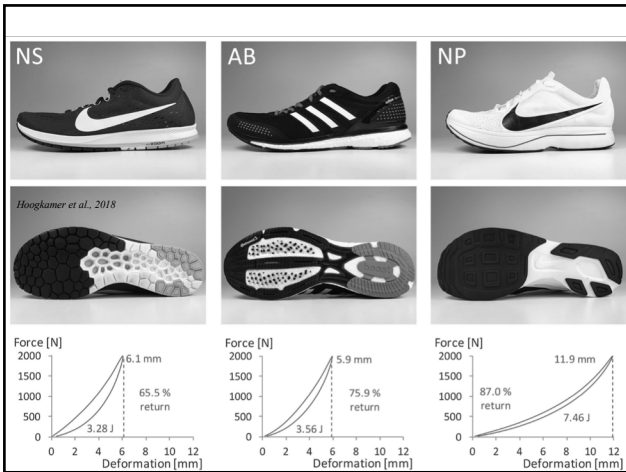 NS
AB
NP
Hoogkamer et al., 2018
Force [N]
2000
1500
1000
500
0
6.1 mm
65.5 %
return
3.28 J
0 2 4 6 8 10 12
Deformation [mm]
Force [N]
2000
1500
1000
500
0
5.9 mm
75.9 %
return
3.56 J
0 2 4 6 8 10 12
Deformation [mm]
Force [N]
2000
1500
1000
500
0
11.9 mm
87.0 %
return
7.46 J
0 2 4 6 8 10 12
Deformation [mm]